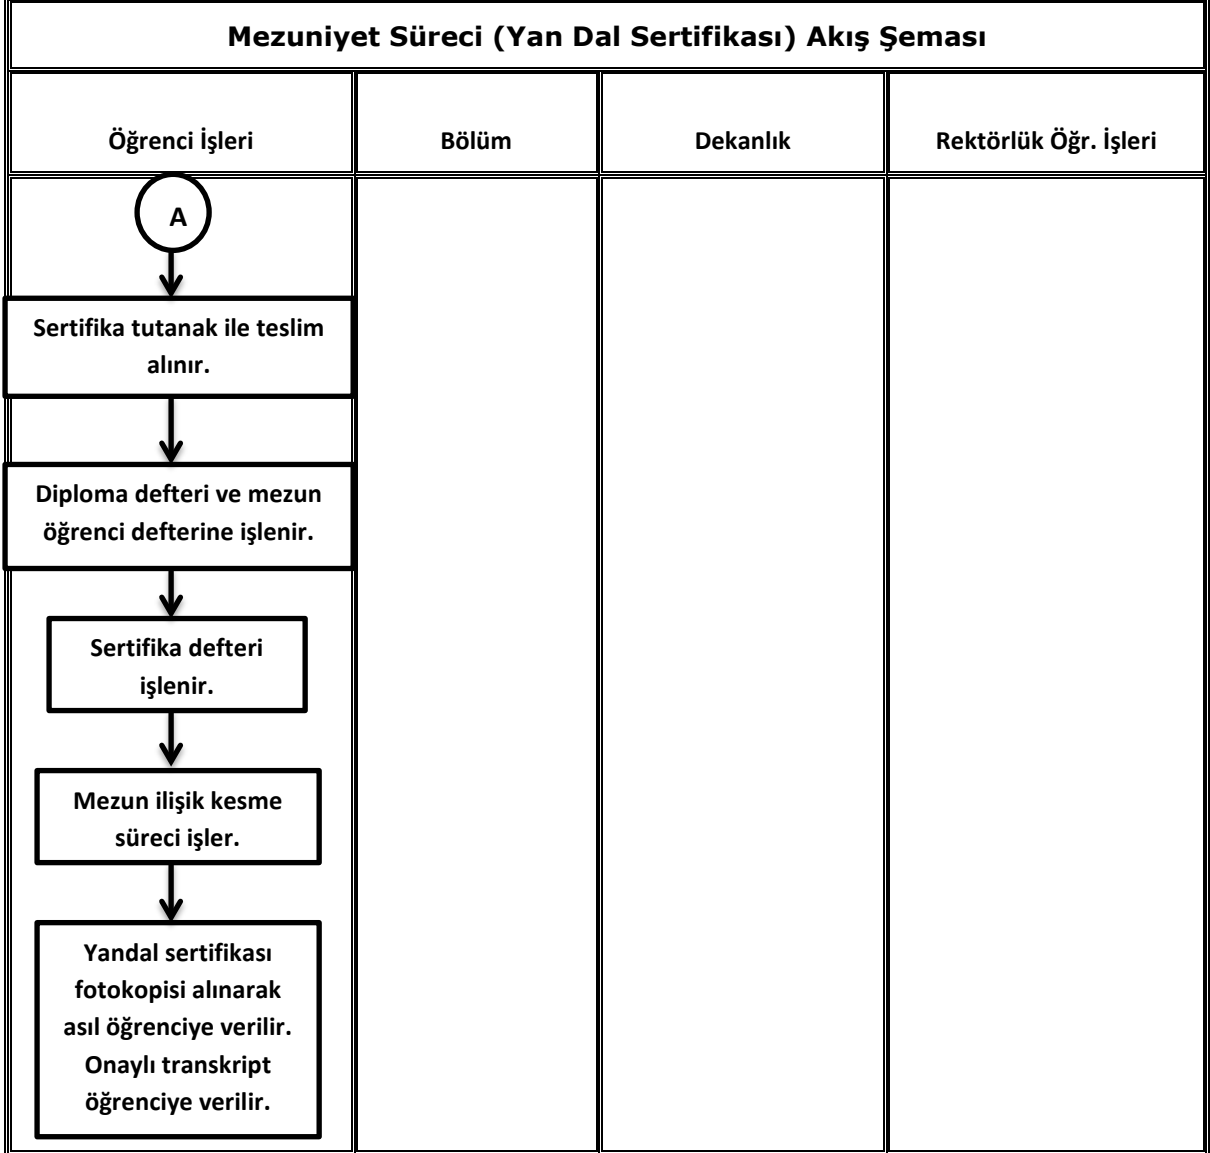 Mezuniyet Süreci (Yan Dal Sertifikası) Akış Şeması
Öğrenci İşleri
Bölüm
Dekanlık
Rektörlük Öğr. İşleri
A
Sertifika tutanak ile teslim
alınır.
Diploma defteri ve mezun
öğrenci defterine işlenir.
Sertifika defteri
işlenir.
Mezun ilişik kesme
süreci işler.
Yandal sertifikası
fotokopisi alınarak
asıl öğrenciye verilir.
Onaylı transkript
öğrenciye verilir.